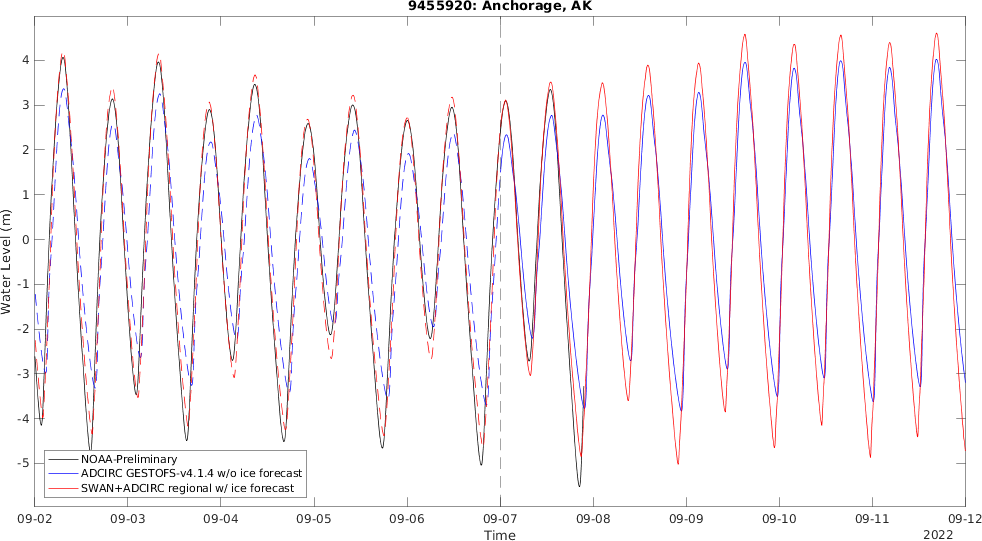 9455920: Anchorage, AK
Water Level (m)
4
3
2
1
0
-1
-2
-3
-4
-5
NOAA-Preliminary
ADCIRC GESTOFS-v4.1.4 w/o ice forecast
SWAN+ADCIRC regional w/ ice forecast
09-02 09-03 09-04 09-05 09-06 09-07 09-08 09-09 09-10 09-11 09-12
Time
2022